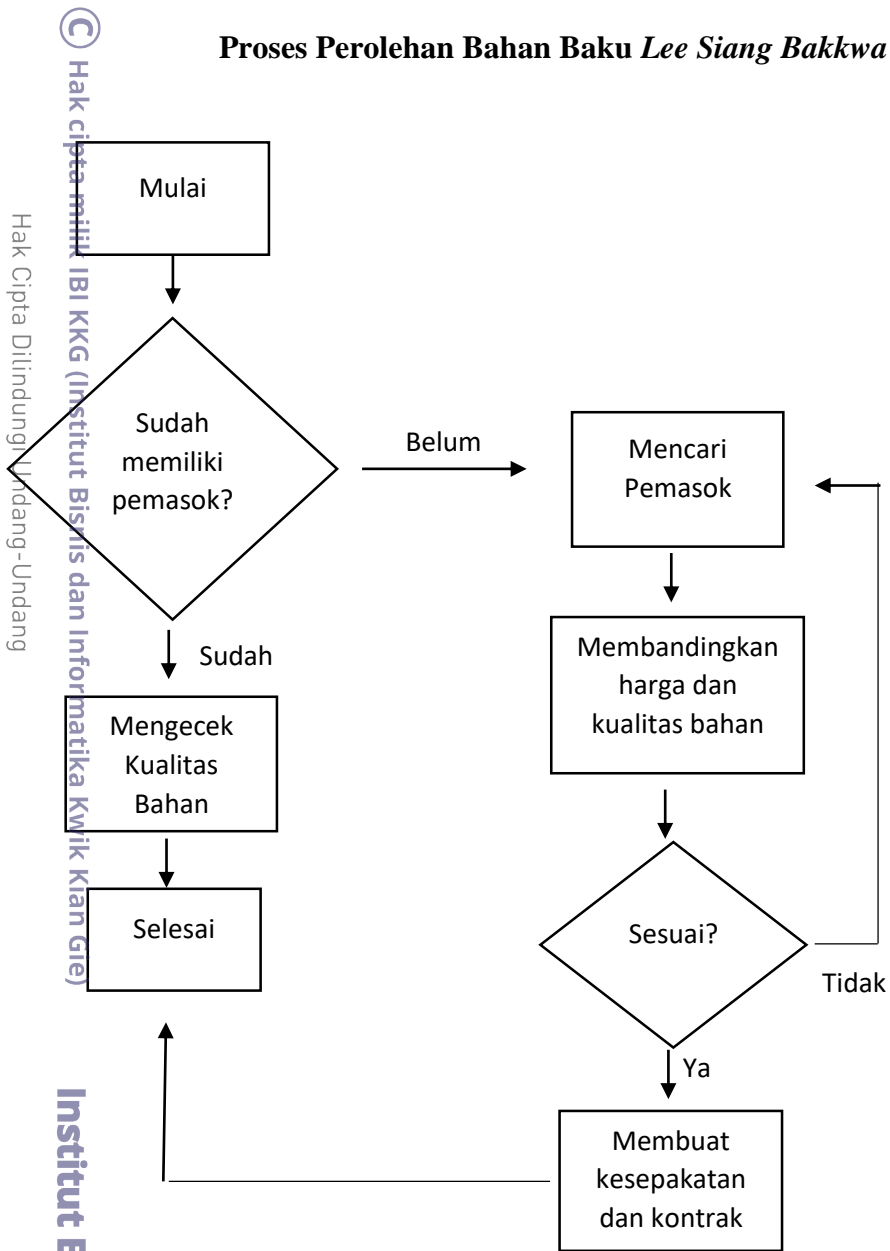 Proses Perolehan Bahan Baku Lee Siang Bakkwa
Mulai
Sudah
memiliki
pemasok?
Belum
Mencari
Pemasok
Sudah
Membandingkan
harga dan
kualitas bahan
Mengecek
Kualitas
Bahan
Selesai
Sesuai?
Tidak
Ya
Membuat
kesepakatan
dan kontrak
© Hak cipta milik IBI KKG (Institut Bisnis dan Informatika Kwik Kian Gie)
Hak Cipta Dilindungi Undang-Undang
Institut